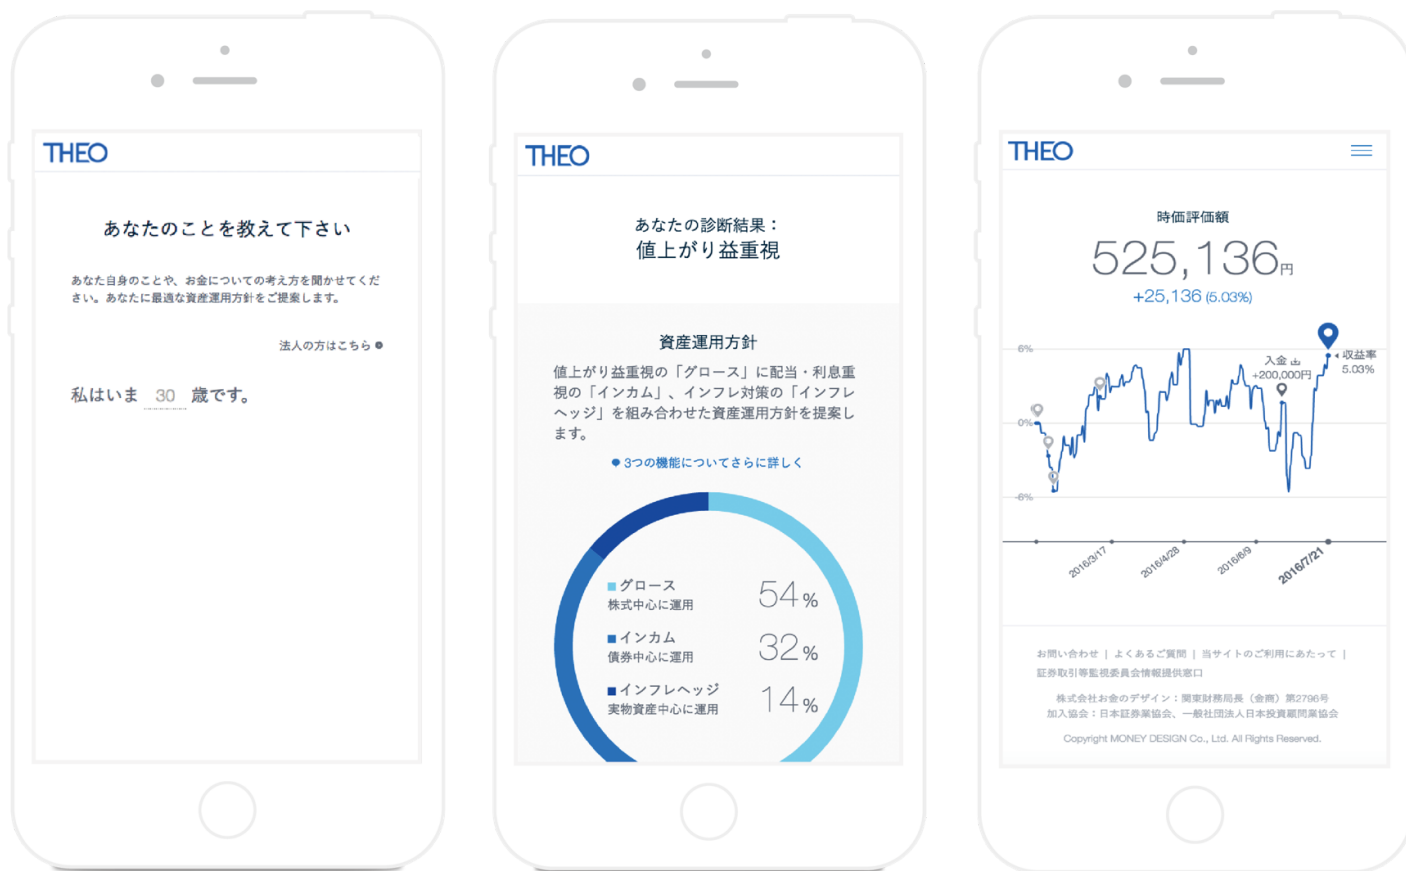 THEO
あなたのことを教えて下さい
あなた自身のことや、お金についての考え方を聞かせてくだ
さい。あなたに最適な資産運用方針をご提案します。
法人の方はこちら
私はいま 30 歳です。
THEO
あなたの診断結果：
値上がり益重視
資産運用方針
値上がり益重視の「グロース」に配当・利息重
視の「インカム」、インフレ対策の「インフレ
ヘッジ」を組み合わせた資産運用方針を提案し
ます。
3つの機能についてさらに詳しく
グロース
株式中心に運用
54%
インカム
債券中心に運用
32%
インフレヘッジ
実物資産中心に運用
14%
THEO
時価評価額
525,136円
+25,136 (5.03%)
6%
入金
+200,000円
収益率
5.03%
0%
-6%
2016/3/17
2016/4/28
2016/6/9
2016/7/21
お問い合わせ | よくあるご質問 | 当サイトのご利用にあたって |
証券取引等監視委員会情報提供窓口
株式会社お金のデザイン：関東財務局長（金商）第2796号
加入協会：日本証券業協会、一般社団法人日本投資顧問業協会
Copyright MONEY DESIGN Co., Ltd. All Rights Reserved.